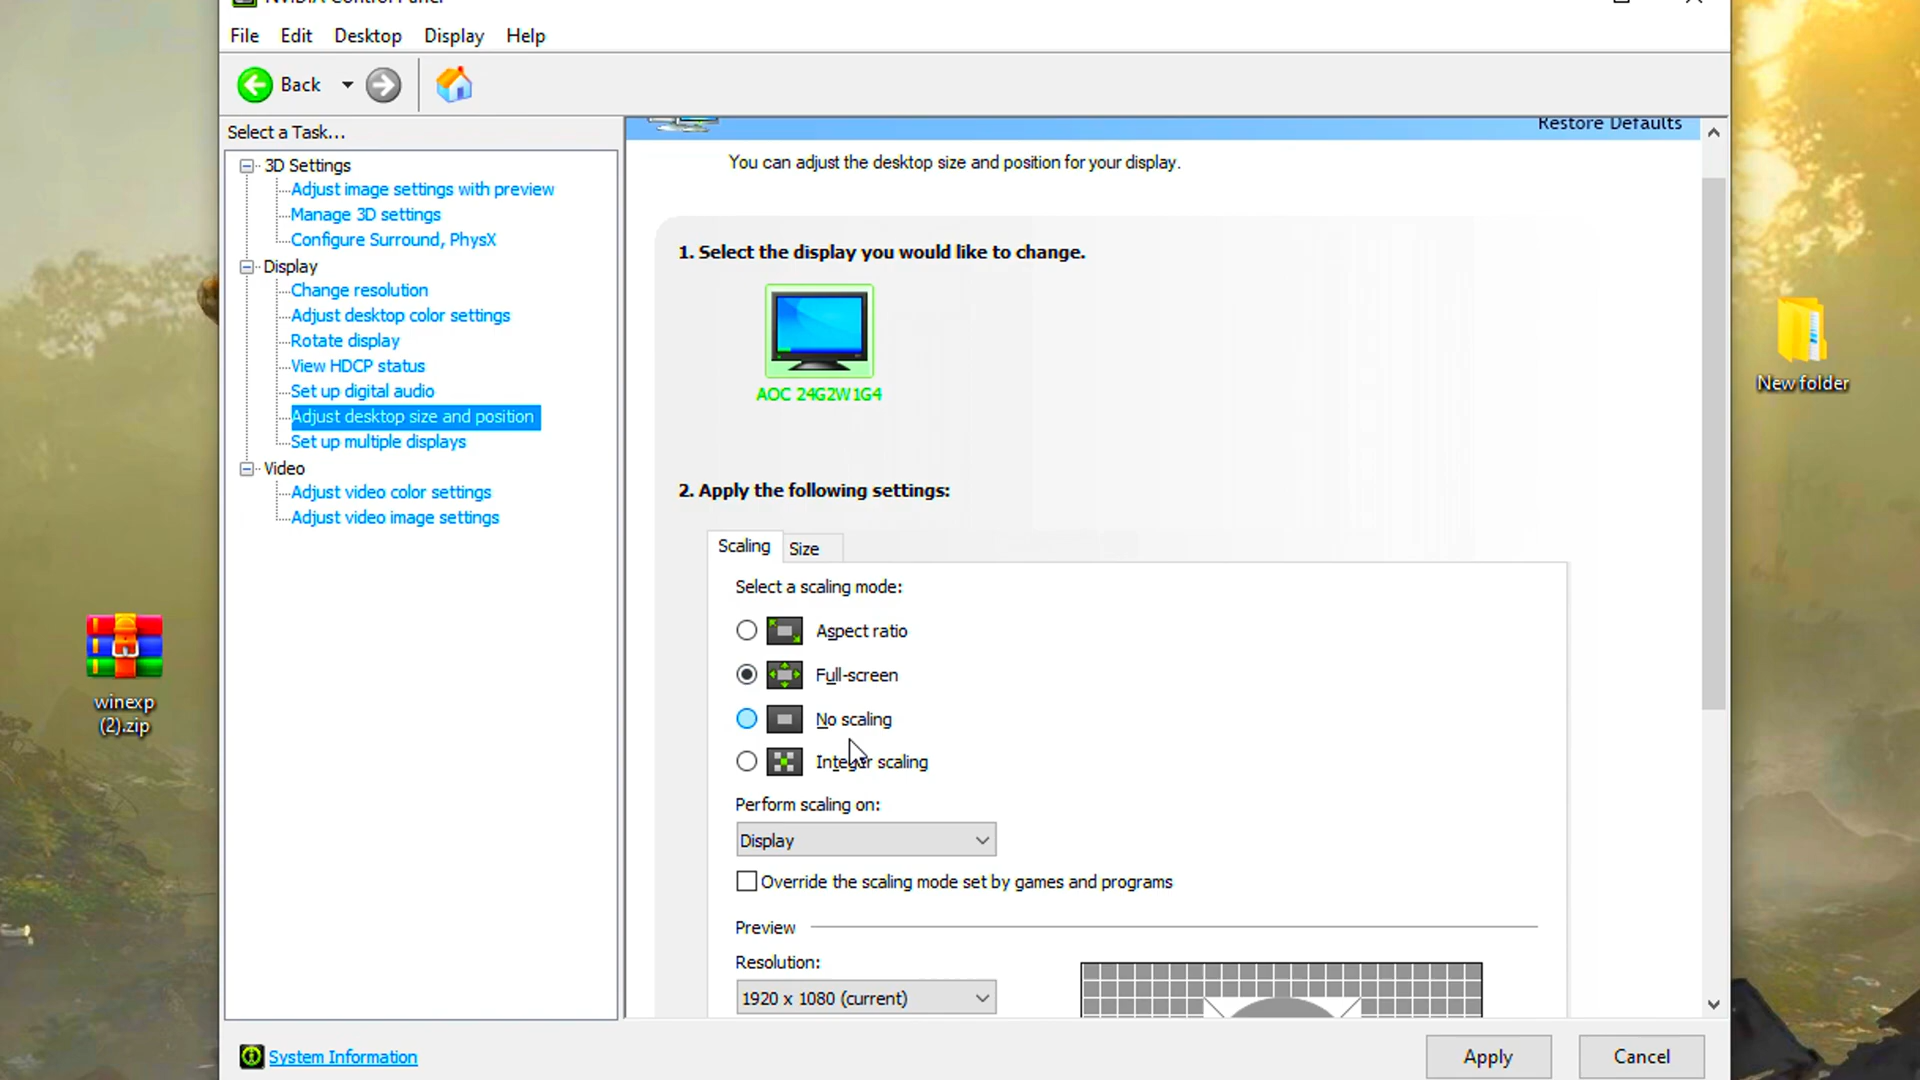 NVIDIA Control Panel
File Edit Desktop Display Help
Back
Select a Task...
3D Settings
Adjust image settings with preview
Manage 3D settings
Configure Surround, PhysX
Display
Change resolution
Adjust desktop color settings
Rotate display
View HDCP status
Set up digital audio
Adjust desktop size and position
Set up multiple displays
Video
Adjust video color settings
Adjust video image settings
System Information
Restore Defaults
You can adjust the desktop size and position for your display.
1. Select the display you would like to change.
AOC 24G2W1G4
2. Apply the following settings:
Scaling Size
Select a scaling mode:
Aspect ratio
Full-screen
No scaling
Integer scaling
Perform scaling on:
Display
Override the scaling mode set by games and programs
Preview
Resolution:
1920 x 1080 (current)
Apply Cancel
winexp
(2).zip
New folder